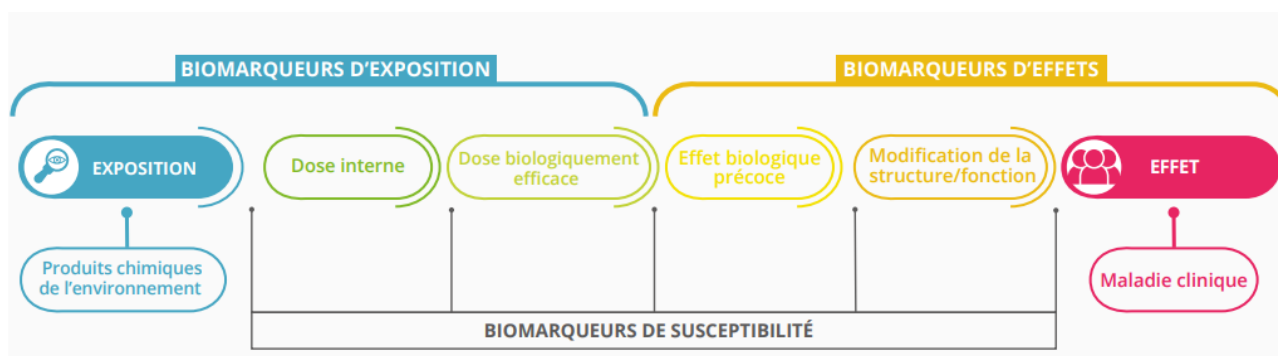 BIOMARQUEURS D'EXPOSITION
BIOMARQUEURS D'EFFETS
EXPOSITION
Dose interne
Dose biologiquement
efficace
Effet biologique
précoce
Modification de la
structure/fonction
EFFET
Produits chimiques
de l'environnement
Maladie clinique
BIOMARQUEURS DE SUSCEPTIBILITÉ